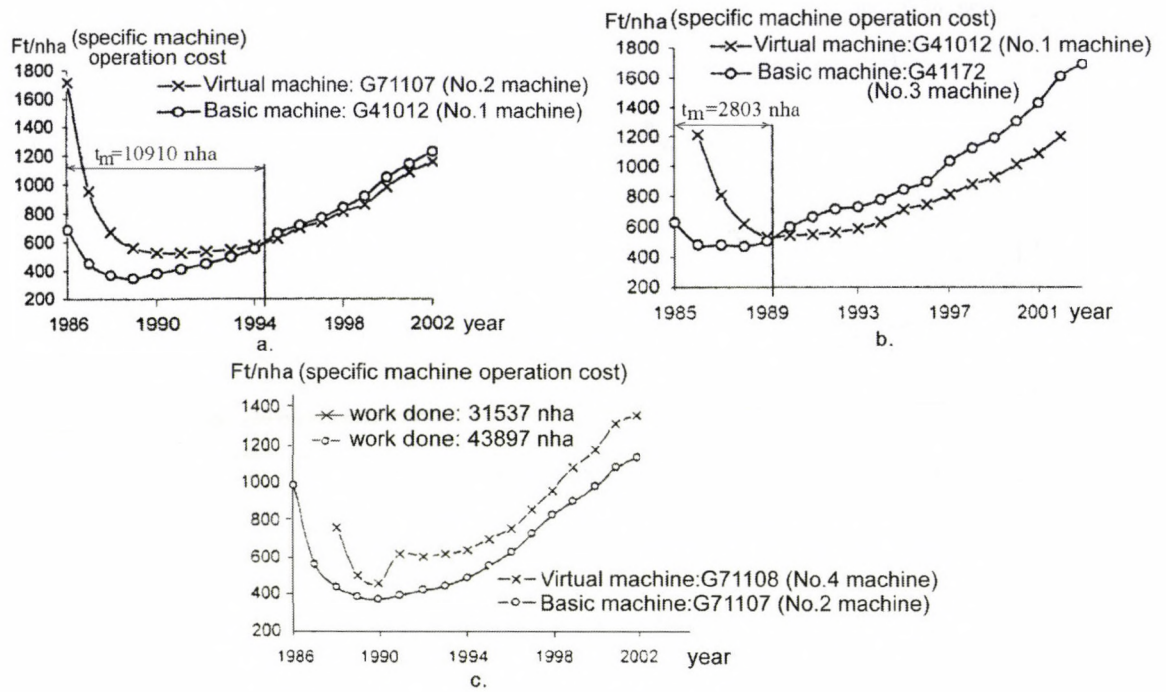 Ft/nha (specific machine)
operation cost
1800
1600
1400
1200
1000
800
600
400
200
Virtual machine: G71107 (No.2 machine)
Basic machine: G41012 (No.1 machine)
tm=10910 nha
1986 1990 1994 1998 2002 year
a.
Ft/nha (specific machine operation cost)
1800
1600
1400
1200
1000
800
600
400
200
Virtual machine:G41012 (No.1 machine)
Basic machine:G41172
(No.3 machine)
tm=2803 nha
1985 1989 1993 1997 2001 year
b.
Ft/nha (specific machine operation cost)
1400
1200
1000
800
600
400
200
work done: 31537 nha
work done: 43897 nha
Virtual machine:G71108 (No.4 machine)
Basic machine:G71107 (No.2 machine)
1986 1990 1994 1998 2002 year
c.